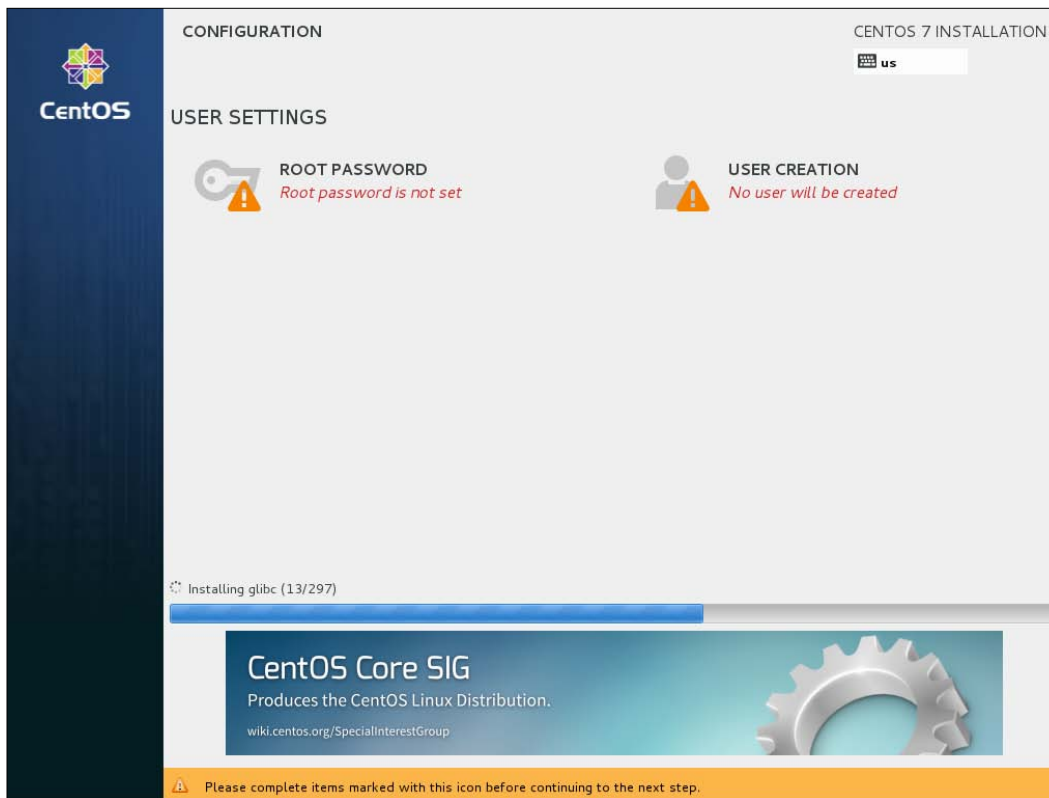 CentOS
CONFIGURATION
CENTOS 7 INSTALLATION
us
USER SETTINGS
ROOT PASSWORD
Root password is not set
USER CREATION
No user will be created
Installing glibc (13/297)
CentOS Core SIG
Produces the CentOS Linux Distribution.
wiki.centos.org/SpecialInterestGroup
Please complete items marked with this icon before continuing to the next step.